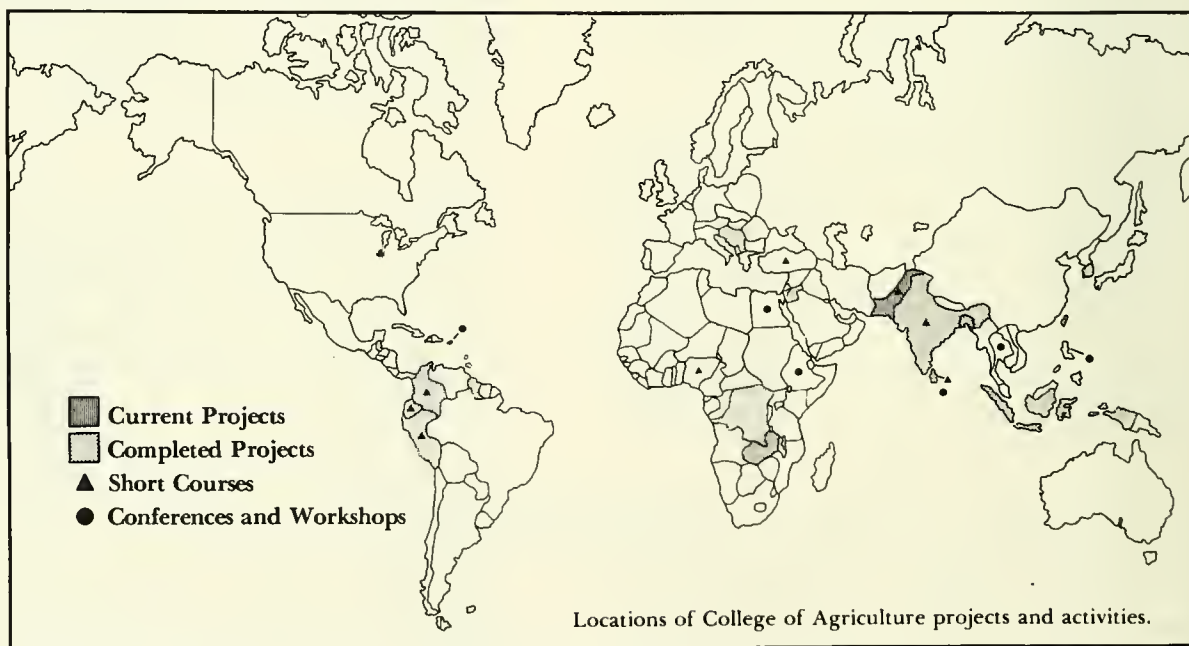 Current Projects
Completed Projects
Short Courses
Conferences and Workshops
Locations of College of Agriculture projects and activities.